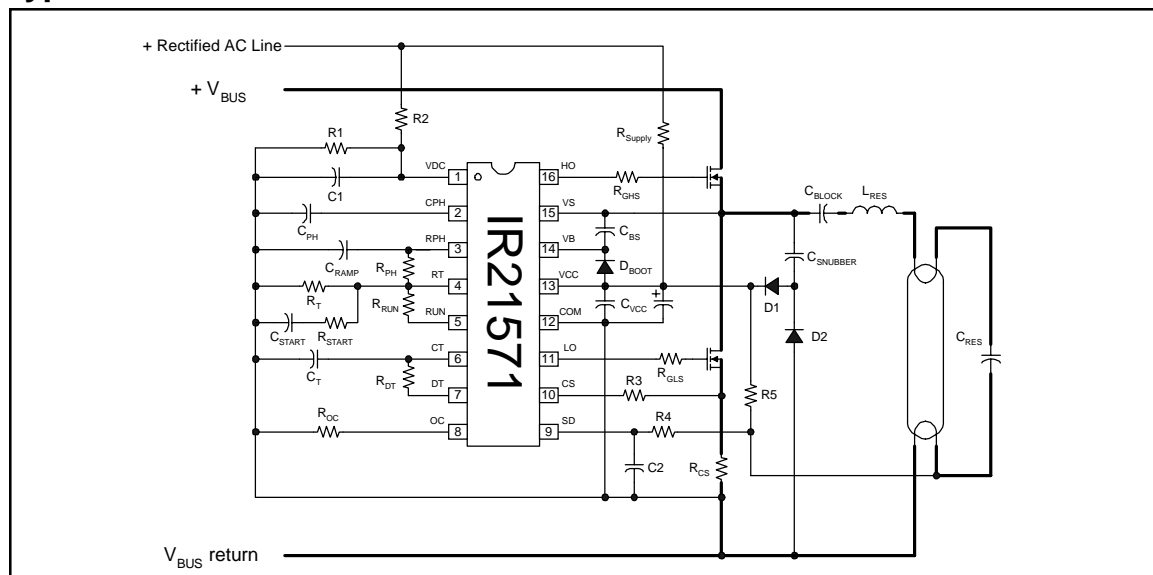 + Rectified AC Line
+ VBUS
R2
R1
RSupply
VDC
1
16
HO
RGHS
C1
CBLOCK
LRES
CPH
2
15
VS
CPH
CBS
RPH
3
14
VB
CSNUBBER
CRAMP
RPH
DBOOT
RT
4
13
VCC
RT
RRUN
+
CVCC
D1
RUN
5
12
COM
CSTART
RSTART
D2
CRES
CT
6
11
LO
CT
RDT
RGLS
DT
7
10
CS
R3
R5
ROC
OC
8
9
SD
R4
C2
RCS
IR21571
VBUS return